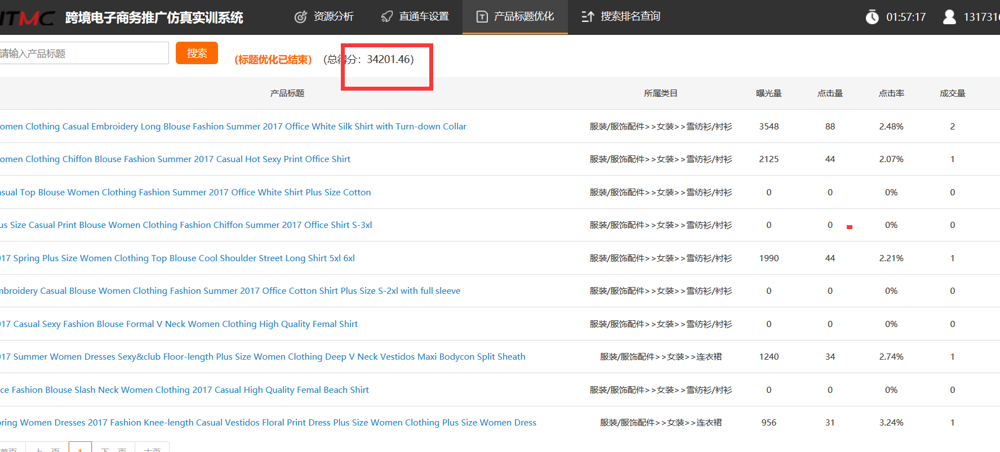 ITMC 跨境电子商务推广仿真实训系统 资源分析 直通车设置 产品标题优化 搜索排名查询 01:57:17 131731
请输入产品标题 搜索 (标题优化已结束) (总得分：34201.46)
产品标题 所属类目 曝光量 点击量 点击率 成交量
omen Clothing Casual Embroidery Long Blouse Fashion Summer 2017 Office White Silk Shirt with Turn-down Collar 服装/服饰配件>>女装>>雪纺衫/衬衫 3548 88 2.48% 2
omen Clothing Chiffon Blouse Fashion Summer 2017 Casual Hot Sexy Print Office Shirt 服装/服饰配件>>女装>>雪纺衫/衬衫 2125 44 2.07% 1
asual Top Blouse Women Clothing Fashion Summer 2017 Office White Shirt Plus Size Cotton 服装/服饰配件>>女装>>雪纺衫/衬衫 0 0 0% 0
us Size Casual Print Blouse Women Clothing Fashion Chiffon Summer 2017 Office Shirt S-3xl 服装/服饰配件>>女装>>雪纺衫/衬衫 0 0 0% 0
017 Spring Plus Size Women Clothing Top Blouse Cool Shoulder Street Long Shirt 5xl 6xl 服装/服饰配件>>女装>>雪纺衫/衬衫 1990 44 2.21% 1
mbroidery Casual Blouse Women Clothing Fashion Summer 2017 Office Cotton Shirt Plus Size S-2xl with full sleeve 服装/服饰配件>>女装>>雪纺衫/衬衫 0 0 0% 0
017 Casual Sexy Fashion Blouse Formal V Neck Women Clothing High Quality Femal Shirt 服装/服饰配件>>女装>>雪纺衫/衬衫 0 0 0% 0
017 Summer Women Dresses Sexy&club Floor-length Plus Size Women Clothing Deep V Neck Vestidos Maxi Bodycon Split Sheath 服装/服饰配件>>女装>>连衣裙 1240 34 2.74% 1
ce Fashion Blouse Slash Neck Women Clothing 2017 Casual High Quality Femal Beach Shirt 服装/服饰配件>>女装>>雪纺衫/衬衫 0 0 0% 0
pring Women Dresses 2017 Fashion Knee-length Casual Vestidos Floral Print Dress Plus Size Women Clothing Plus Size Women Dress 服装/服饰配件>>女装>>连衣裙 956 31 3.24% 1
首页 上一页 1 下一页 末页